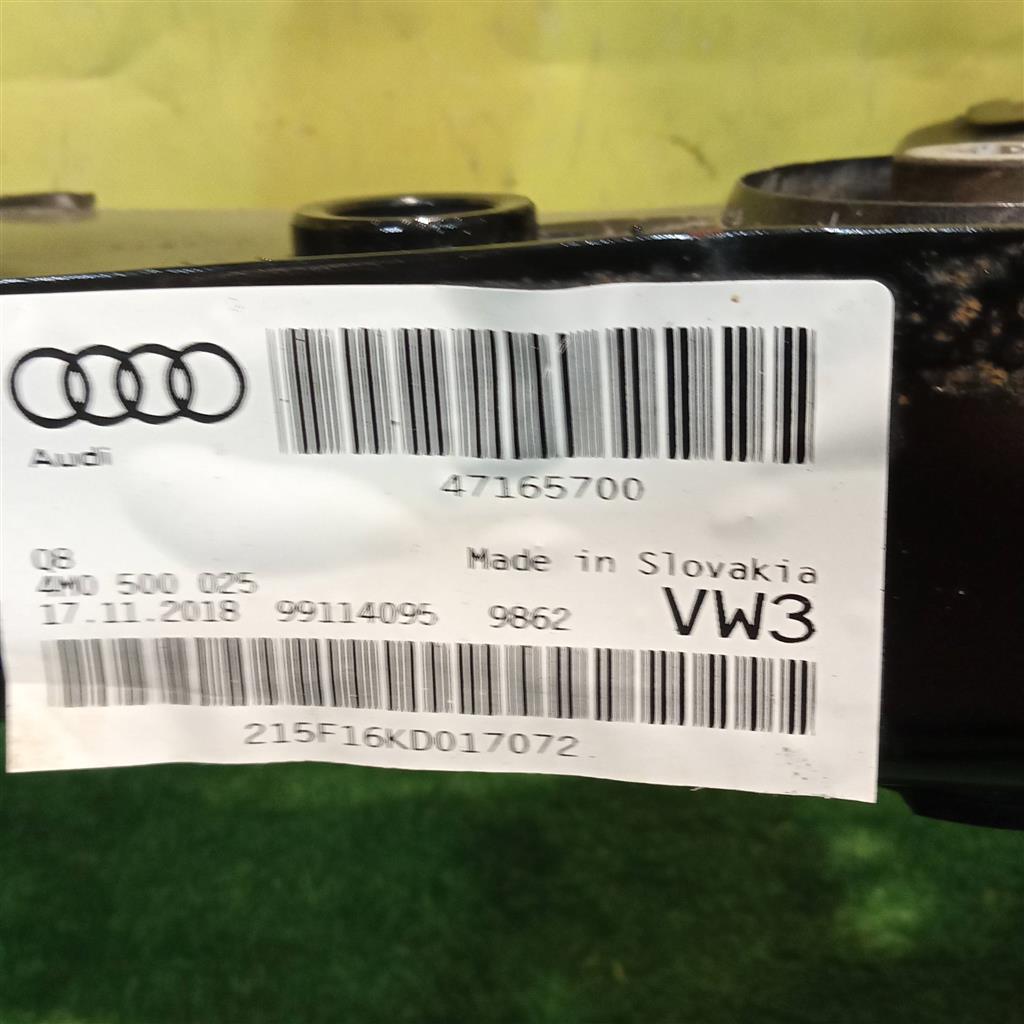 Audi
47165700
Q8
Made in Slovakia
4M0 500 025
17.11.2018 99114095 9862 VW3
215F16KD017072